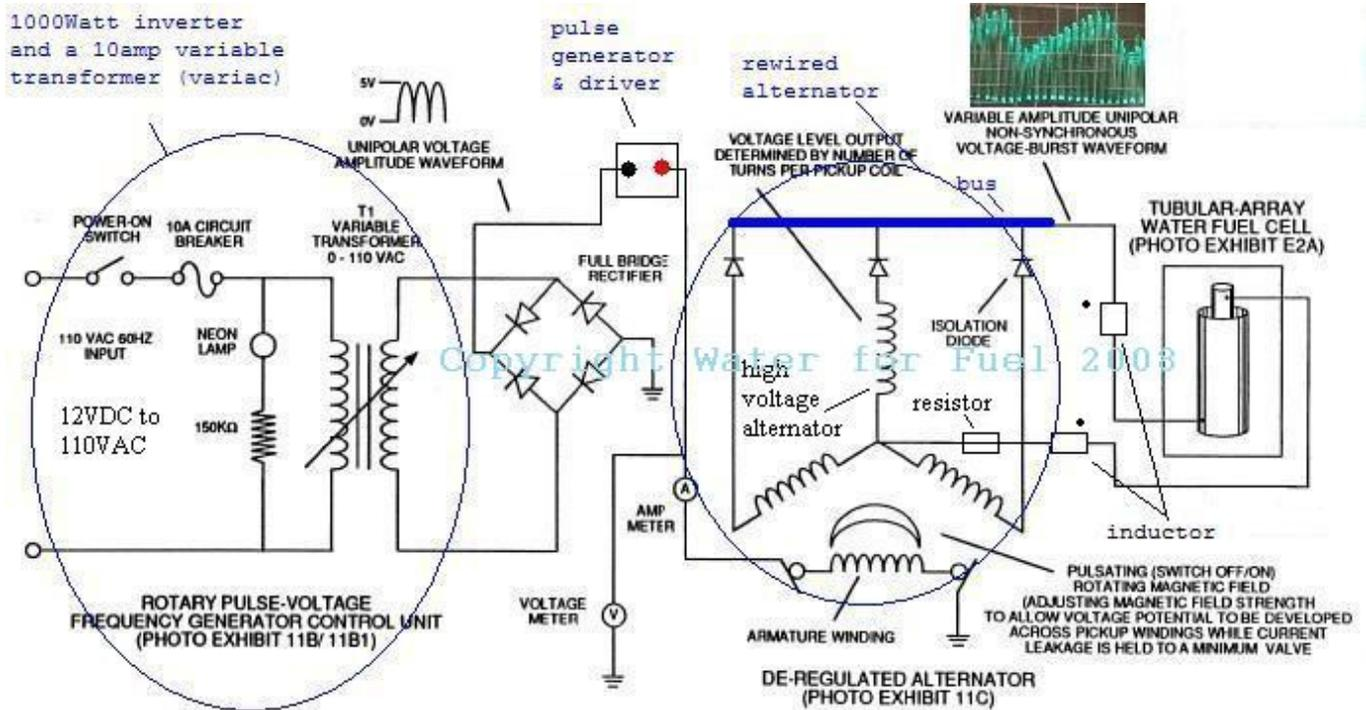 1000Watt inverter
and a 10amp variable
transformer (variac)
pulse
generator
& driver
rewired
alternator
5V
0V
UNIPOLAR VOLTAGE
AMPLITUDE WAVEFORM
VOLTAGE LEVEL OUTPUT
DETERMINED BY NUMBER OF
TURNS PER PICKUP COIL
VARIABLE AMPLITUDE UNIPOLAR
NON-SYNCHRONOUS
VOLTAGE-BURST WAVEFORM
bus
TUBULAR-ARRAY
WATER FUEL CELL
(PHOTO EXHIBIT E2A)
POWER-ON
SWITCH
10A CIRCUIT
BREAKER
T1
VARIABLE
TRANSFORMER
0 - 110 VAC
FULL BRIDGE
RECTIFIER
110 VAC 60HZ
INPUT
NEON
LAMP
ISOLATION
DIODE
Copyright Water for Fuel 2003
12VDC to
110VAC
150KΩ
high
voltage
alternator
resistor
A
AMP
METER
inductor
VOLTAGE
METER
V
ARMATURE WINDING
PULSATING (SWITCH OFF/ON)
ROTATING MAGNETIC FIELD
(ADJUSTING MAGNETIC FIELD STRENGTH
TO ALLOW VOLTAGE POTENTIAL TO BE DEVELOPED
ACROSS PICKUP WINDINGS WHILE CURRENT
LEAKAGE IS HELD TO A MINIMUM VALVE
ROTARY PULSE-VOLTAGE
FREQUENCY GENERATOR CONTROL UNIT
(PHOTO EXHIBIT 11B/ 11B1)
DE-REGULATED ALTERNATOR
(PHOTO EXHIBIT 11C)